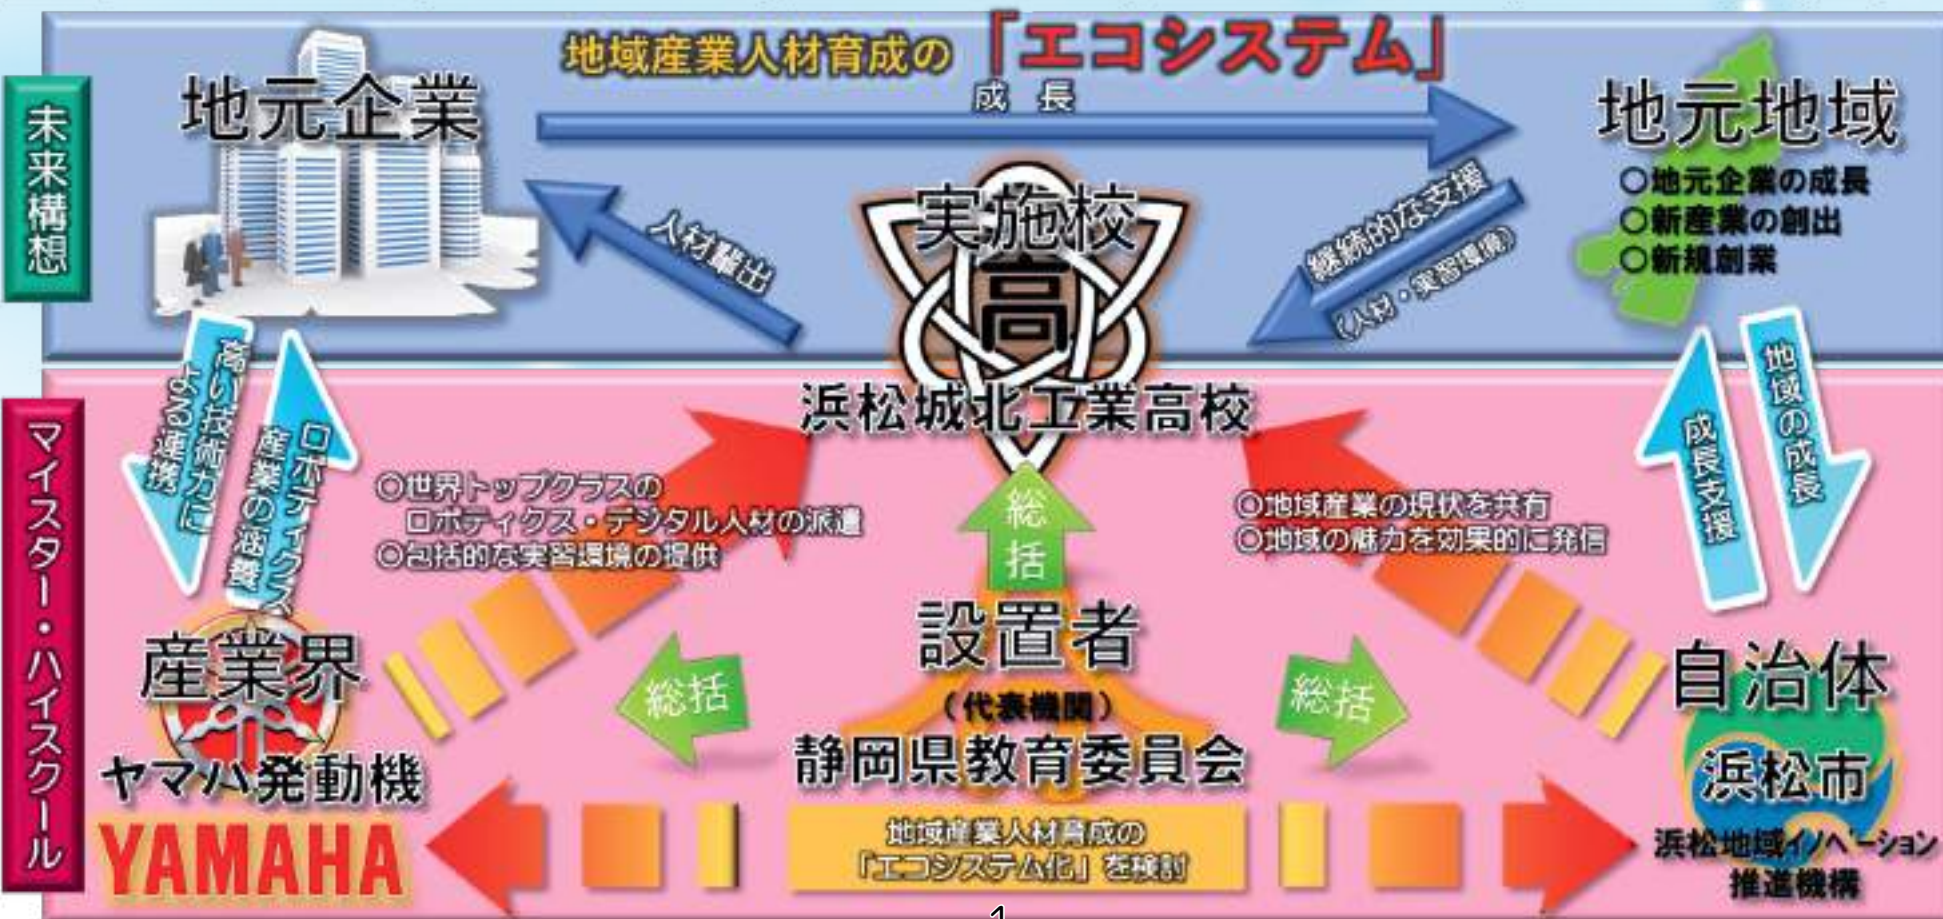 地域産業人材育成の「エコシステム」
未来構想
地元企業
成長
地元地域
○地元企業の成長
○新産業の創出
○新規創業
人材輩出
実施校
高
継続的な支援
(人材・実習環境)
浜松城北工業高校
マイスター・ハイスクール
高い技術力に
よる連携
ロボティクス
産業の涵養
○世界トップクラスの
ロボティクス・デジタル人材の派遣
○包括的な実習環境の提供
総括
○地域産業の現状を共有
○地域の魅力を効果的に発信
成長支援
地域の成長
産業界
ヤマハ発動機
YAMAHA
総括
設置者
(代表機関)
静岡県教育委員会
総括
自治体
浜松市
浜松地域イノベーション
推進機構
地域産業人材育成の
「エコシステム化」を検討
1